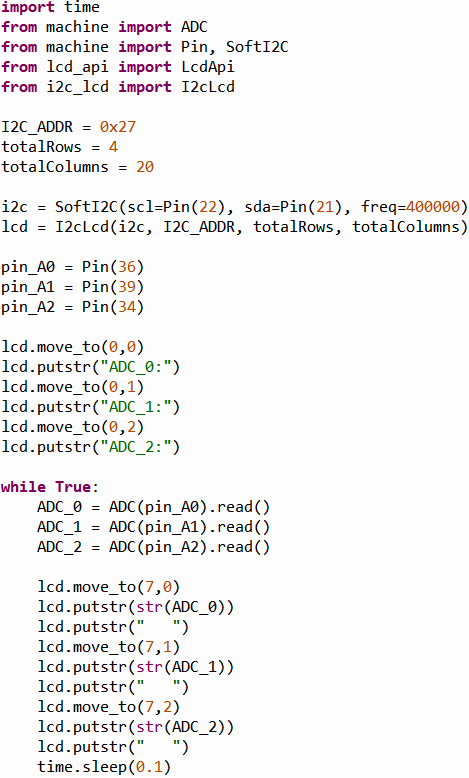 import time
from machine import ADC
from machine import Pin, SoftI2C
from lcd_api import LcdApi
from i2c_lcd import I2cLcd

I2C_ADDR = 0x27
totalRows = 4
totalColumns = 20

i2c = SoftI2C(scl=Pin(22), sda=Pin(21), freq=400000)
lcd = I2cLcd(i2c, I2C_ADDR, totalRows, totalColumns)

pin_A0 = Pin(36)
pin_A1 = Pin(39)
pin_A2 = Pin(34)

lcd.move_to(0,0)
lcd.putstr("ADC_0:")
lcd.move_to(0,1)
lcd.putstr("ADC_1:")
lcd.move_to(0,2)
lcd.putstr("ADC_2:")

while True:
    ADC_0 = ADC(pin_A0).read()
    ADC_1 = ADC(pin_A1).read()
    ADC_2 = ADC(pin_A2).read()

    lcd.move_to(7,0)
    lcd.putstr(str(ADC_0))
    lcd.putstr("   ")
    lcd.move_to(7,1)
    lcd.putstr(str(ADC_1))
    lcd.putstr("   ")
    lcd.move_to(7,2)
    lcd.putstr(str(ADC_2))
    lcd.putstr("   ")
    time.sleep(0.1)